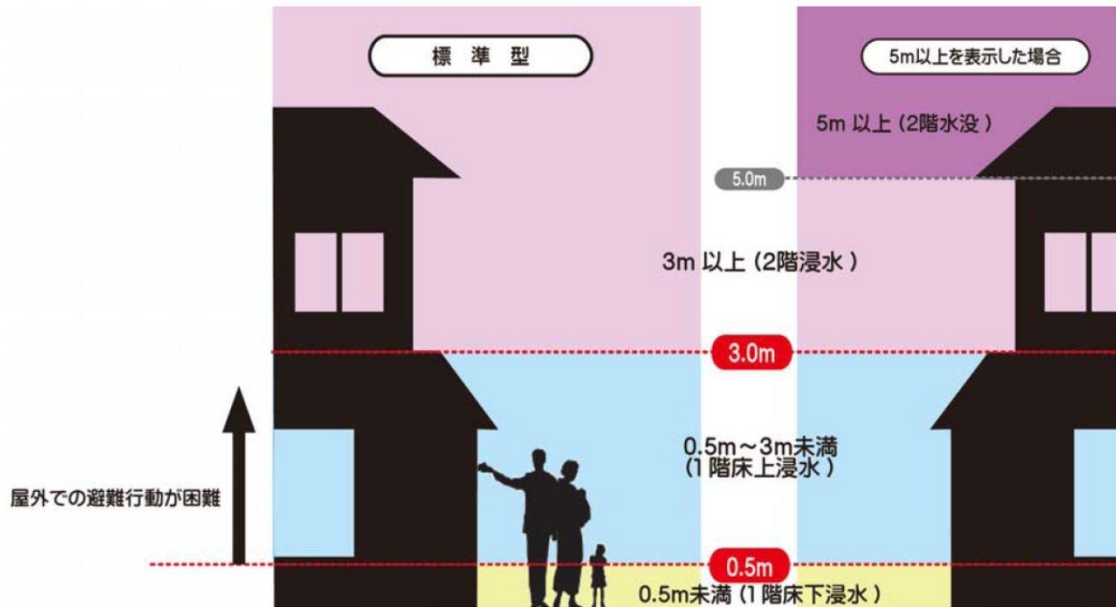 標 準 型
5m以上を表示した場合
5m 以上 (2階水没 )
5.0m
3m 以上 (2階浸水 )
3.0m
0.5m～3m未満
(1階床上浸水 )
屋外での避難行動が困難
0.5m
0.5m未満 (1階床下浸水 )